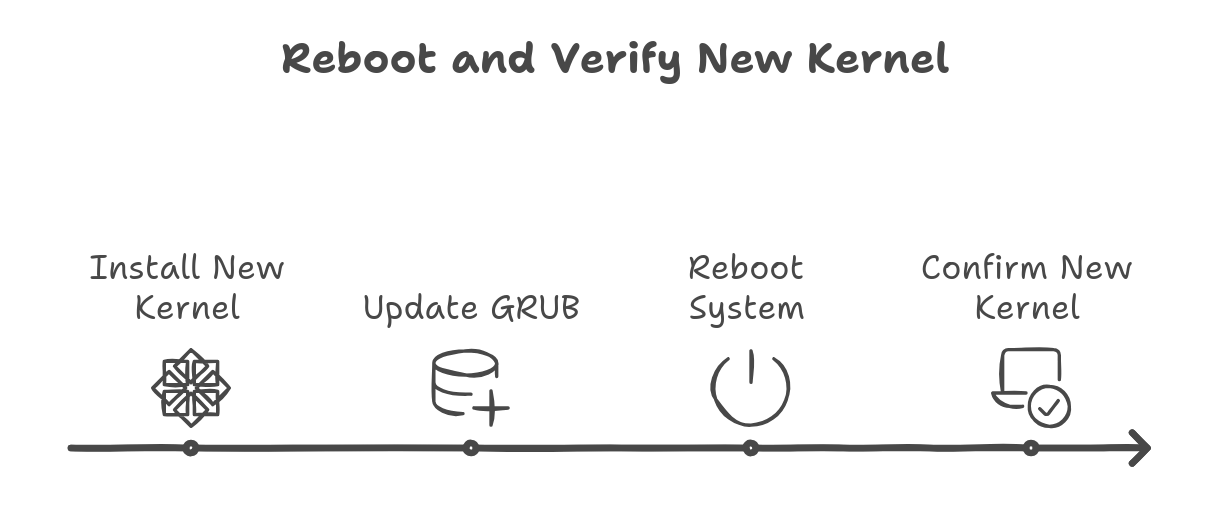 Reboot and Verify New Kernel
Install New
Kernel
Update GRUB
Reboot
System
Confirm New
Kernel